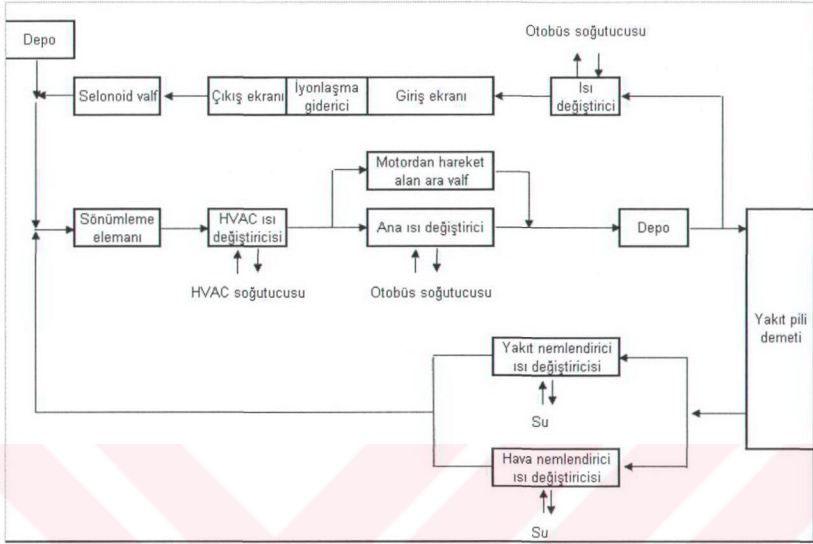 Depo
Otobüs soğutucusu
Selonoid valf
Çıkış ekranı
İyonlaşma
giderici
Giriş ekranı
Isı
değiştirici
Motordan hareket
alan ara valf
Sönümleme
elemanı
HVAC ısı
değiştiricisi
Ana ısı değiştirici
Depo
HVAC soğutucusu
Otobüs soğutucusu
Yakıt pili
demeti
Yakıt nemlendirici
ısı değiştiricisi
Su
Hava nemlendirici
ısı değiştiricisi
Su